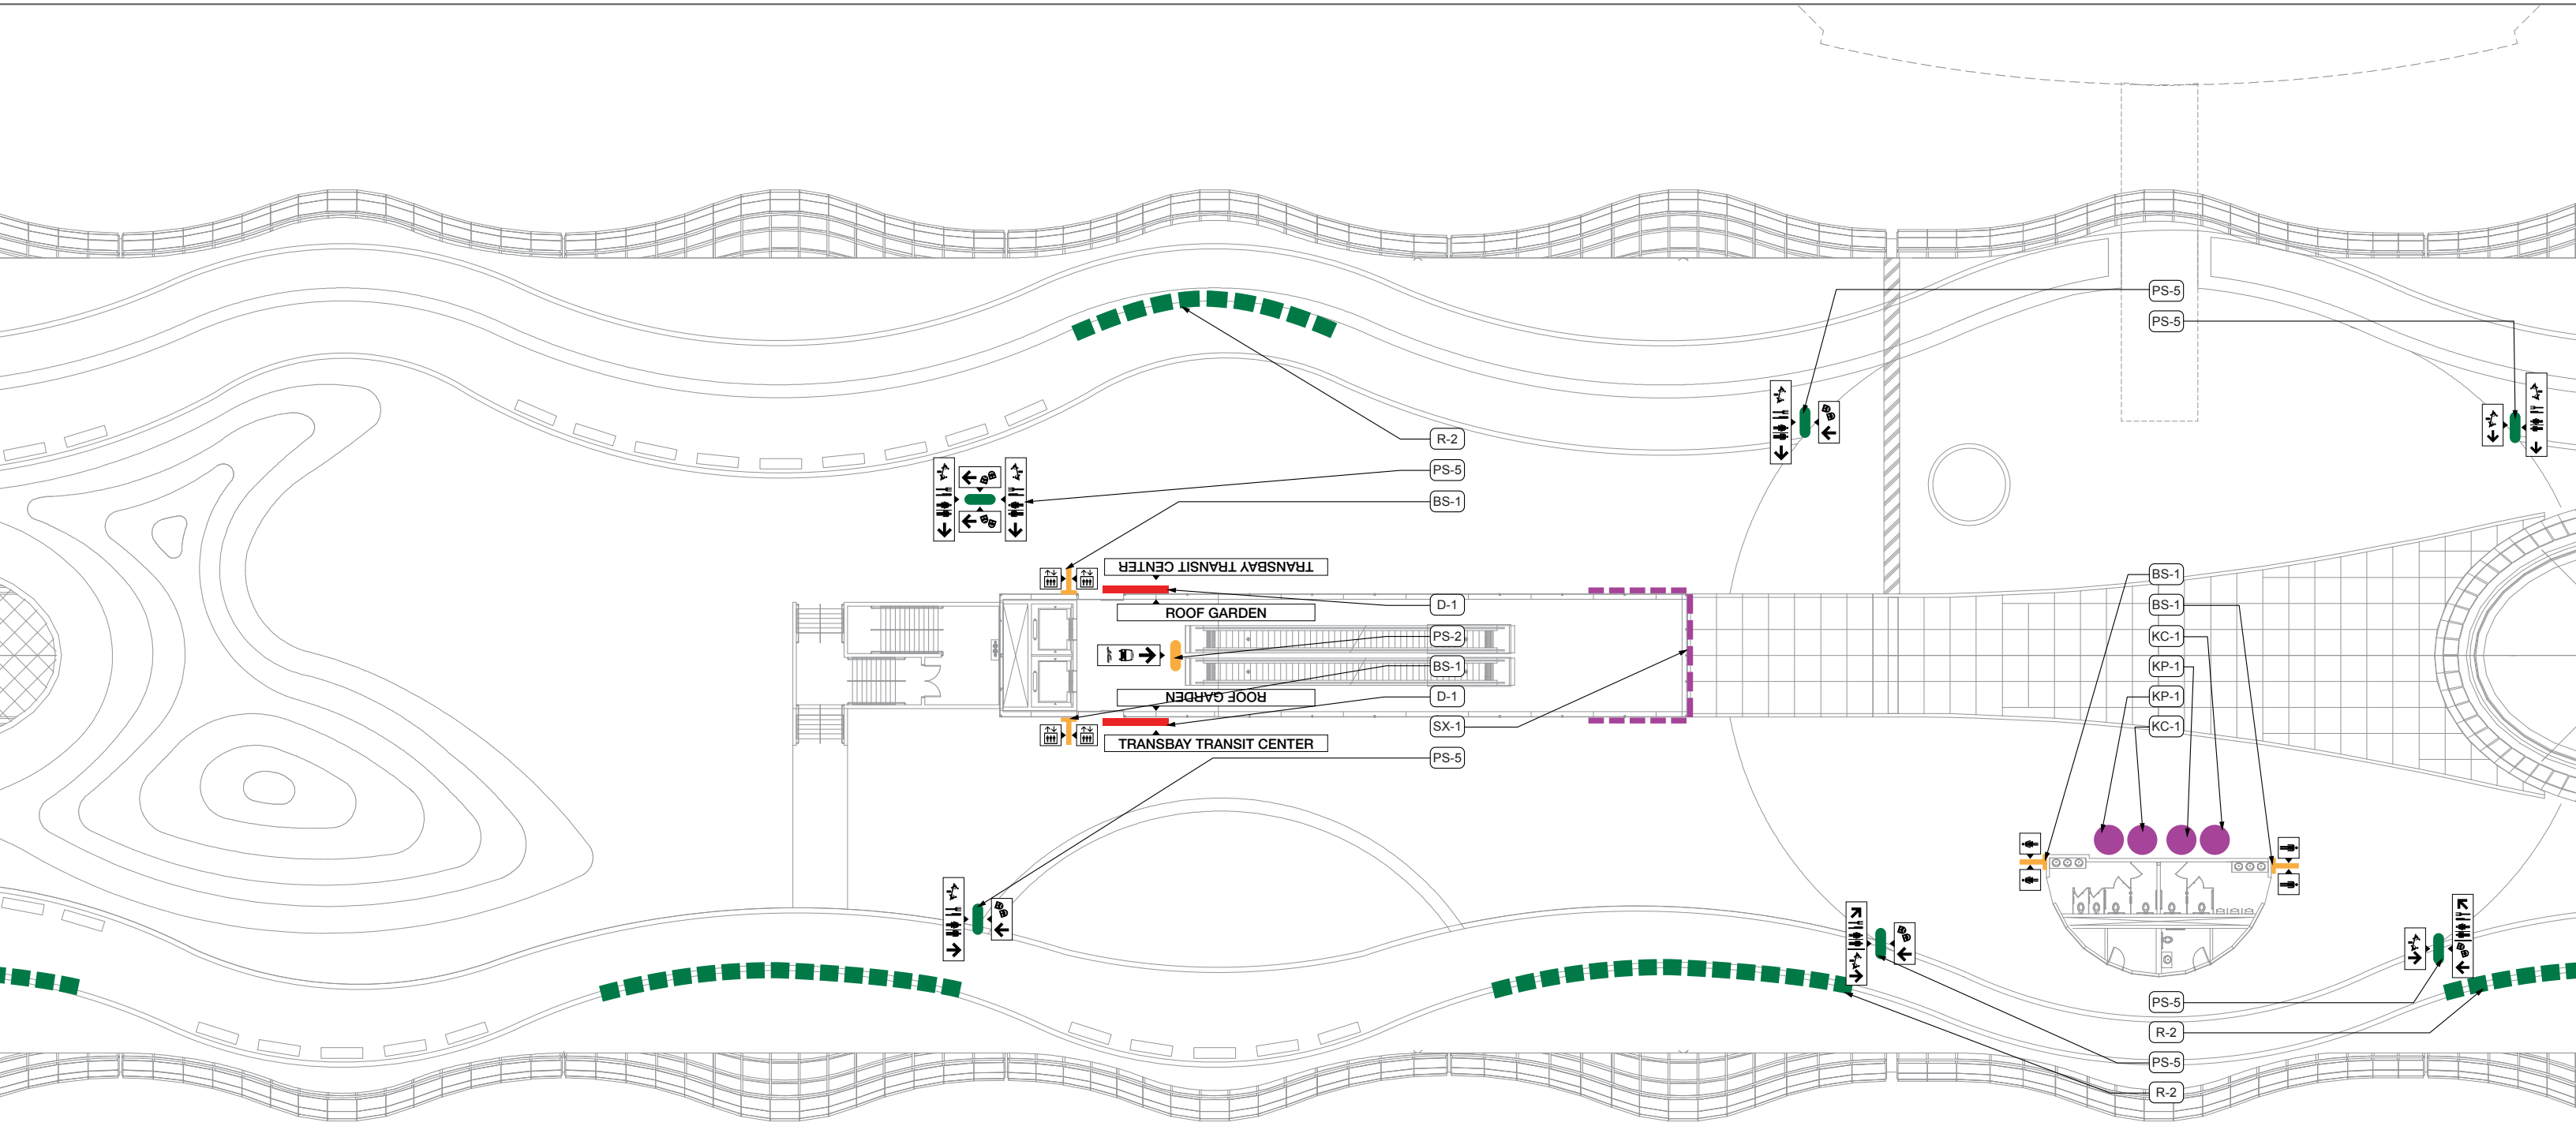 PS-5
PS-5
R-2
PS-5
BS-1
TRANSBAY TRANSIT CENTER
ROOF GARDEN
D-1
PS-2
BS-1
ROOF GARDEN
D-1
SX-1
TRANSBAY TRANSIT CENTER
PS-5
BS-1
BS-1
KC-1
KP-1
KP-1
KC-1
PS-5
R-2
PS-5
R-2